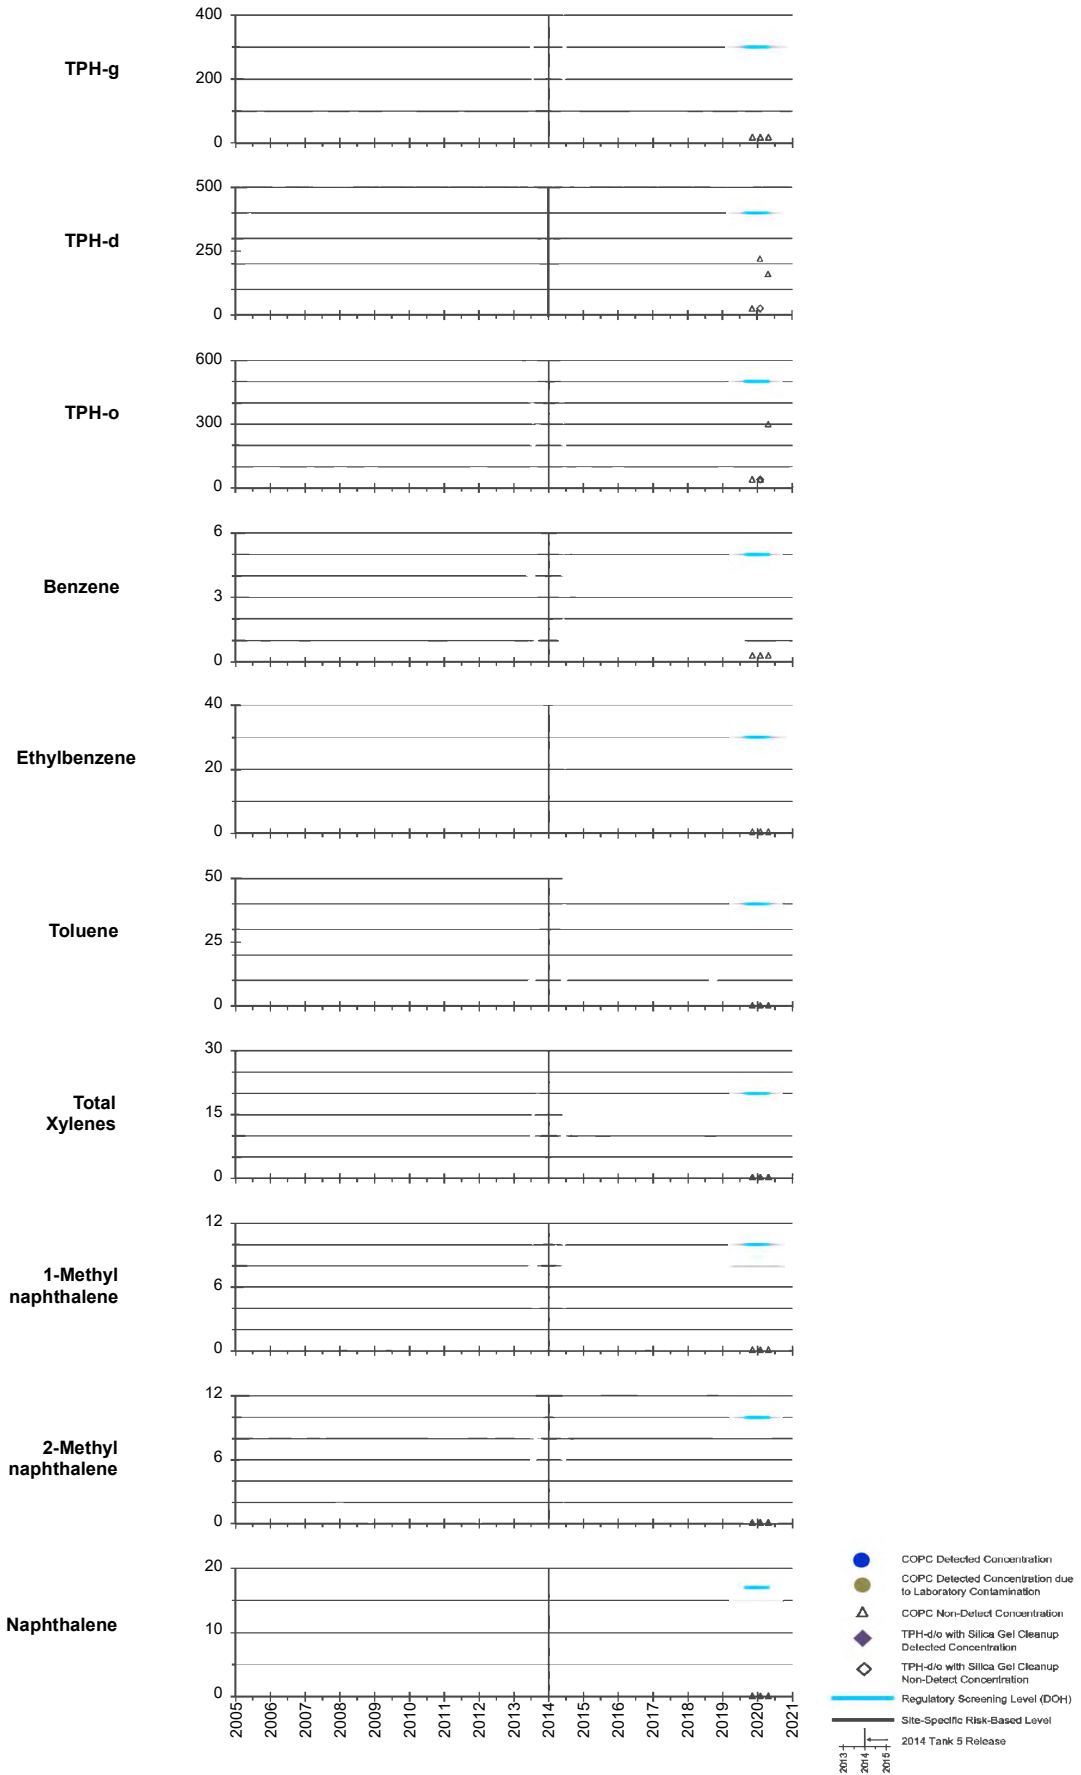 400
TPH-g
200
0
500
TPH-d
250
0
600
TPH-o
300
0
6
Benzene
3
0
40
Ethylbenzene
20
0
50
Toluene
25
0
30
Total
Xylenes
15
0
12
1-Methyl
naphthalene
6
0
12
2-Methyl
naphthalene
6
0
20
Naphthalene
10
0
2005 2006 2007 2008 2009 2010 2011 2012 2013 2014 2015 2016 2017 2018 2019 2020 2021
COPC Detected Concentration
COPC Detected Concentration due
to Laboratory Contamination
COPC Non-Detect Concentration
TPH-d/o with Silica Gel Cleanup
Detected Concentration
TPH-d/o with Silica Gel Cleanup
Non-Detect Concentration
Regulatory Screening Level (DOH)
Site-Specific Risk-Based Level
2014 Tank 5 Release
2013 2014 2015